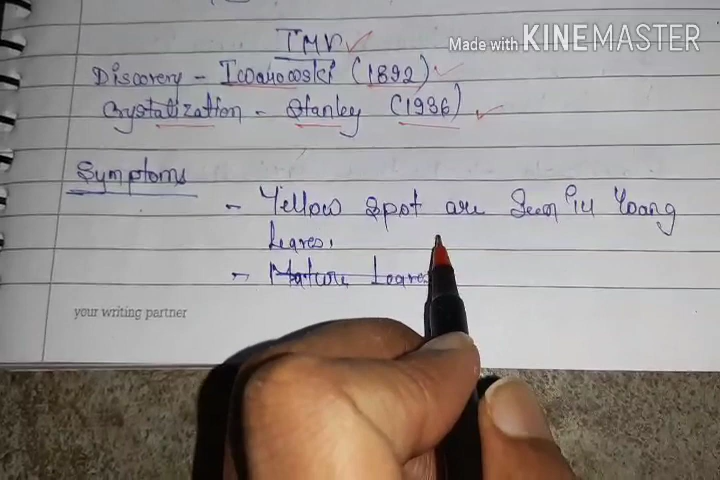 Made with KINEMASTER
TMV
Discovery - Iwanowski (1892)
Crystalization - Stanley (1936)
Symptoms
- Yellow spot are seen in Young
Leaves.
- Mature Leaves
your writing partner